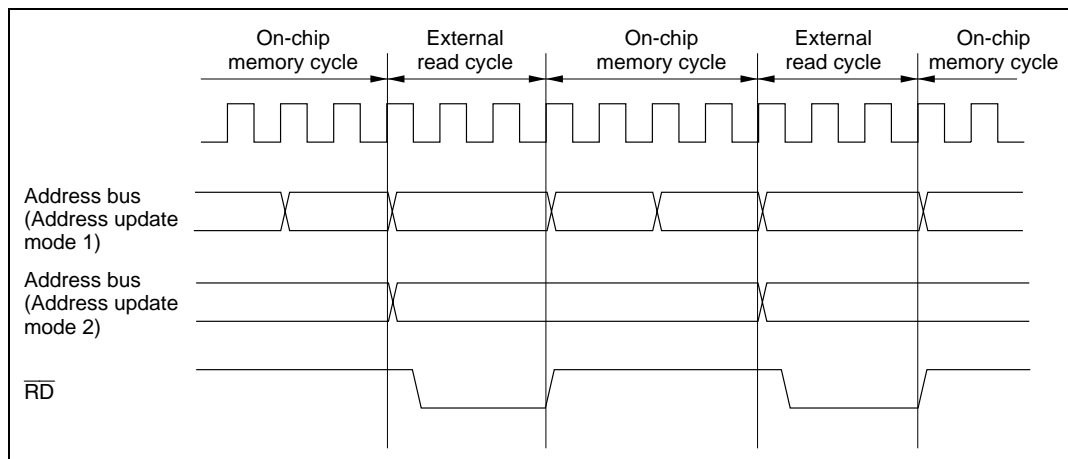 On-chip
memory cycle
External
read cycle
On-chip
memory cycle
External
read cycle
On-chip
memory cycle
Address bus
(Address update
mode 1)
Address bus
(Address update
mode 2)
RD